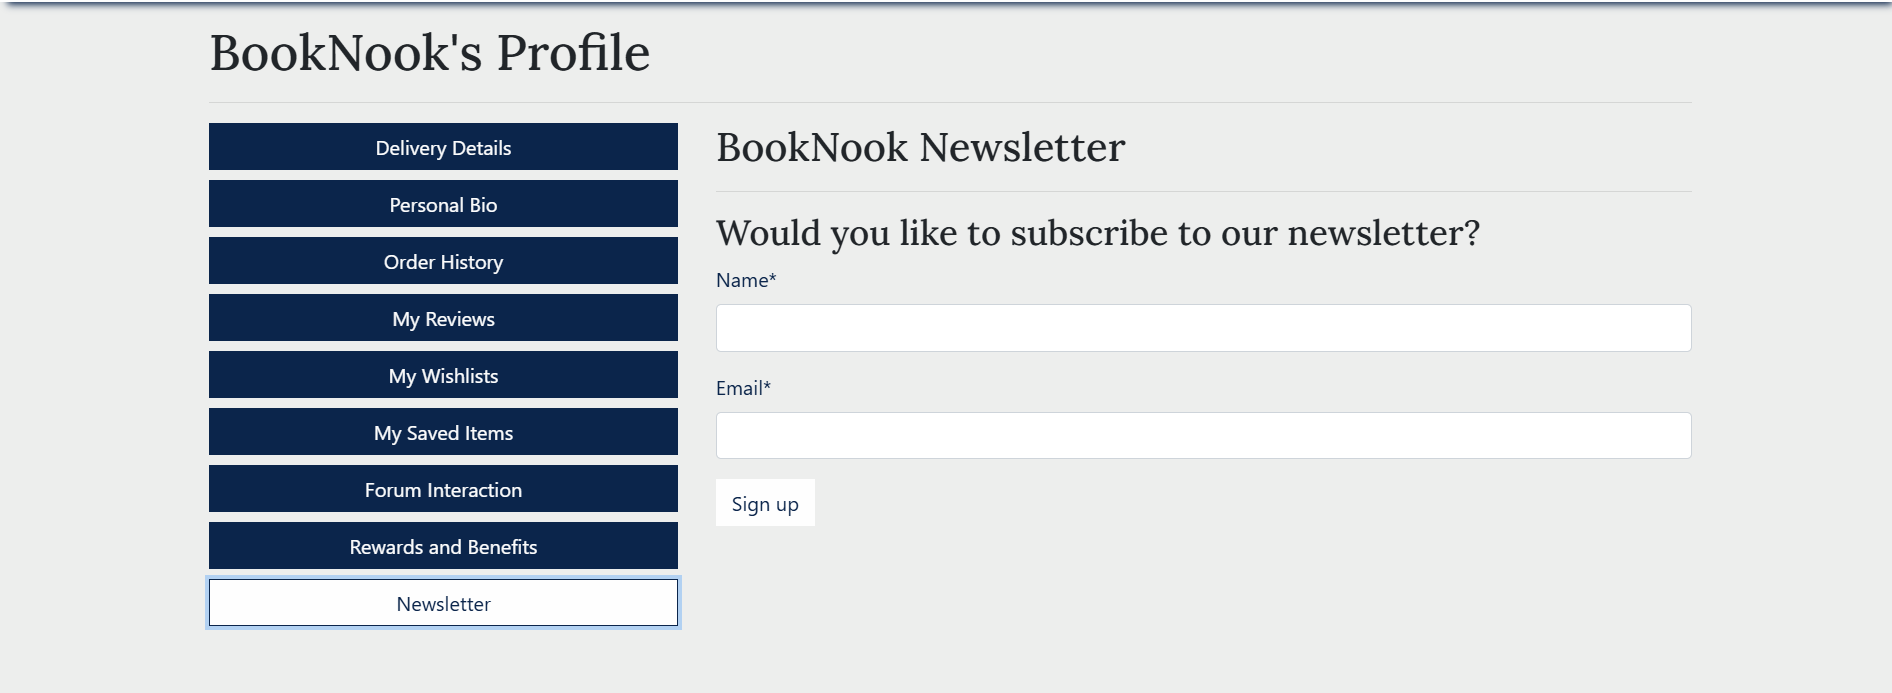 BookNook's Profile
Delivery Details
Personal Bio
Order History
My Reviews
My Wishlists
My Saved Items
Forum Interaction
Rewards and Benefits
Newsletter
BookNook Newsletter
Would you like to subscribe to our newsletter?
Name*
Email*
Sign up